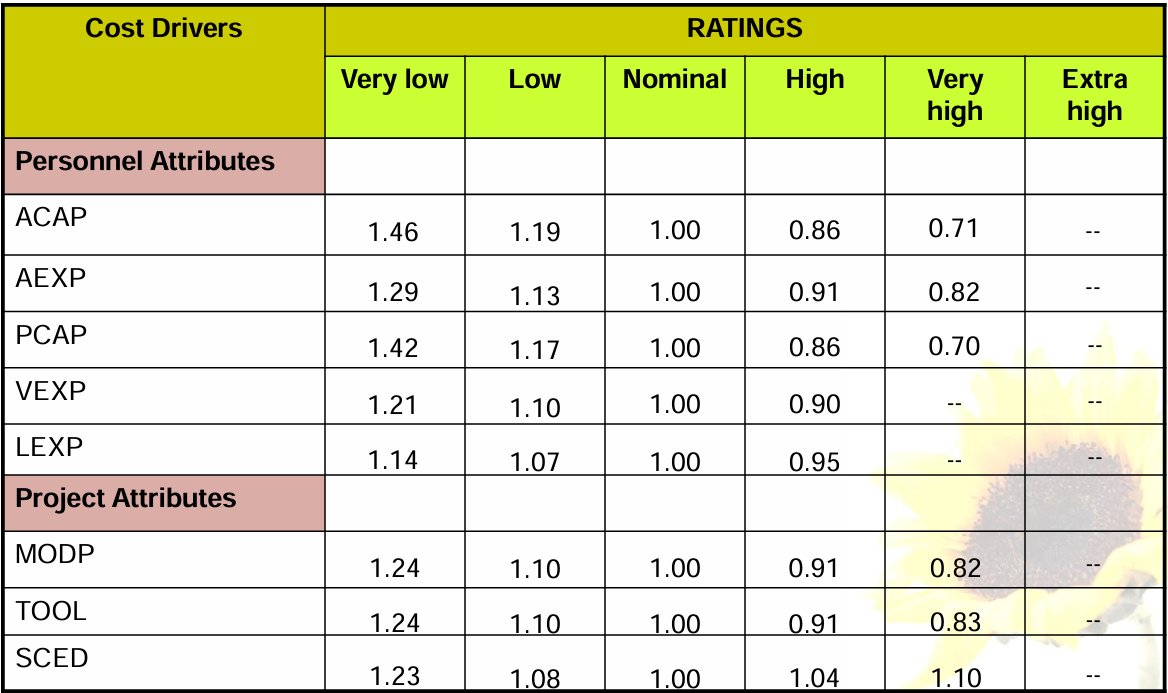 Cost Drivers RATINGS
Very low Low Nominal High Very high Extra high
Personnel Attributes
ACAP 1.46 1.19 1.00 0.86 0.71 --
AEXP 1.29 1.13 1.00 0.91 0.82 --
PCAP 1.42 1.17 1.00 0.86 0.70 --
VEXP 1.21 1.10 1.00 0.90 -- --
LEXP 1.14 1.07 1.00 0.95 -- --
Project Attributes
MODP 1.24 1.10 1.00 0.91 0.82 --
TOOL 1.24 1.10 1.00 0.91 0.83 --
SCED 1.23 1.08 1.00 1.04 1.10 --